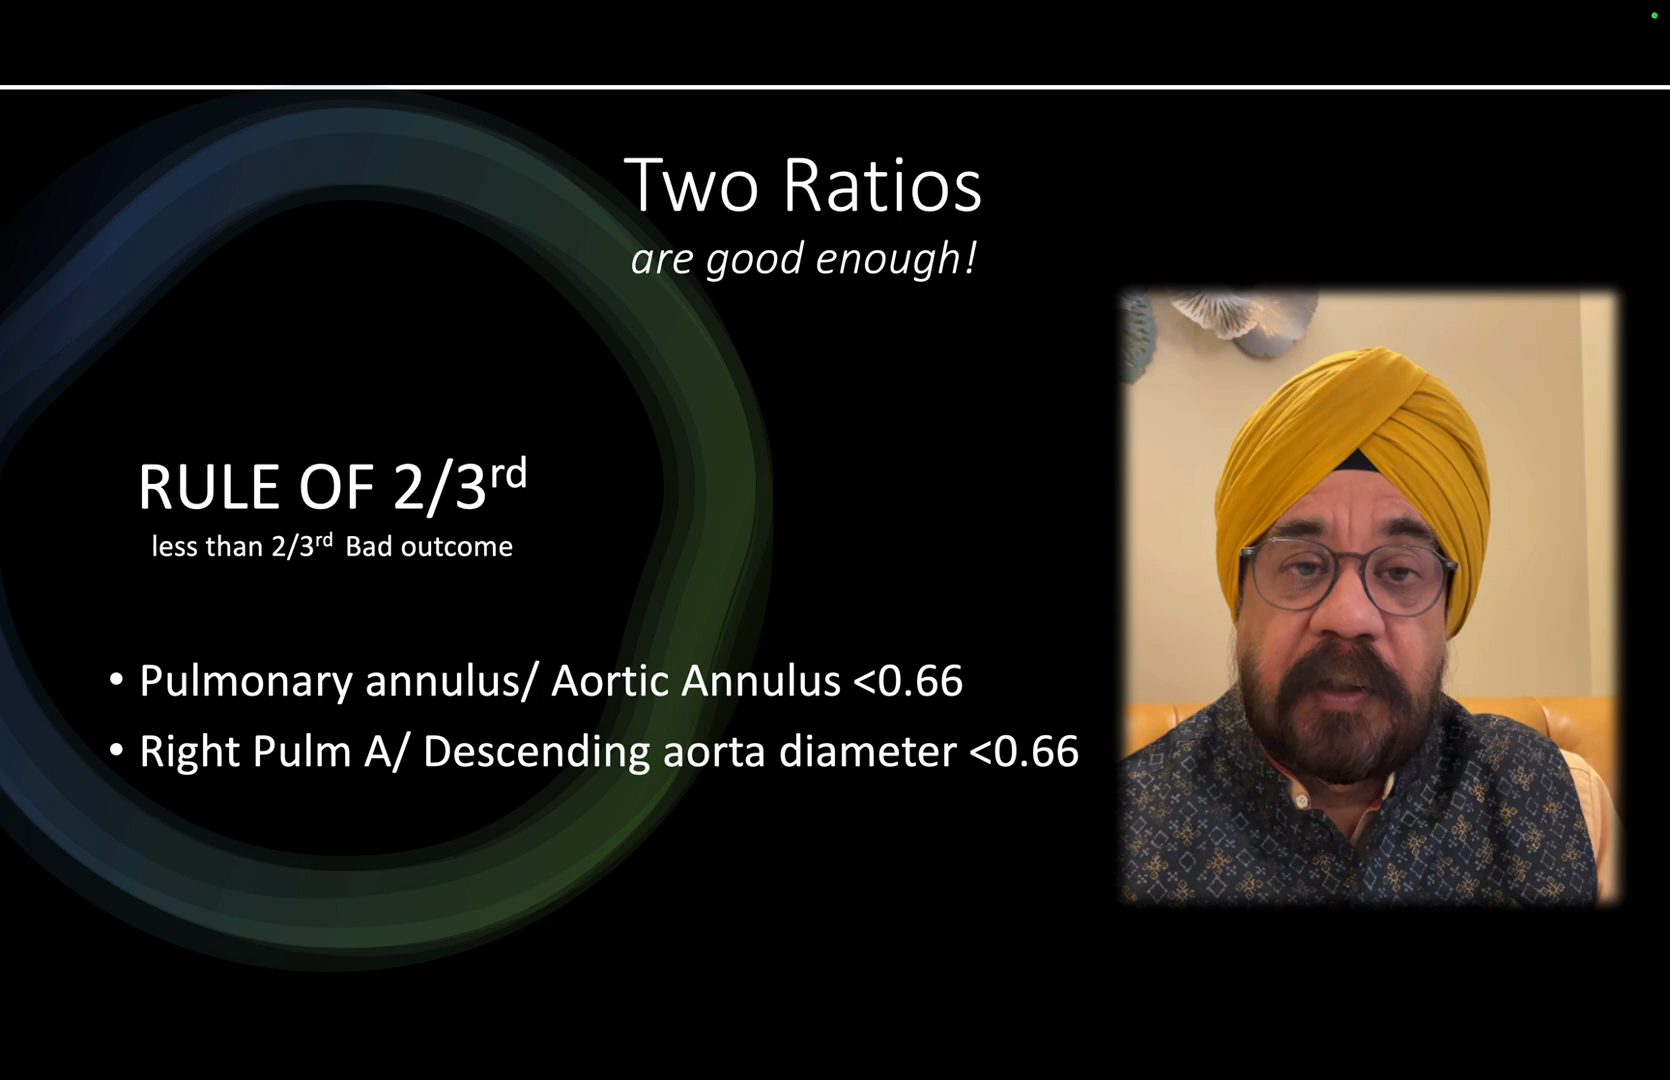 Two Ratios
are good enough!
RULE OF 2/3rd
less than 2/3rd Bad outcome
• Pulmonary annulus/ Aortic Annulus <0.66
• Right Pulm A/ Descending aorta diameter <0.66